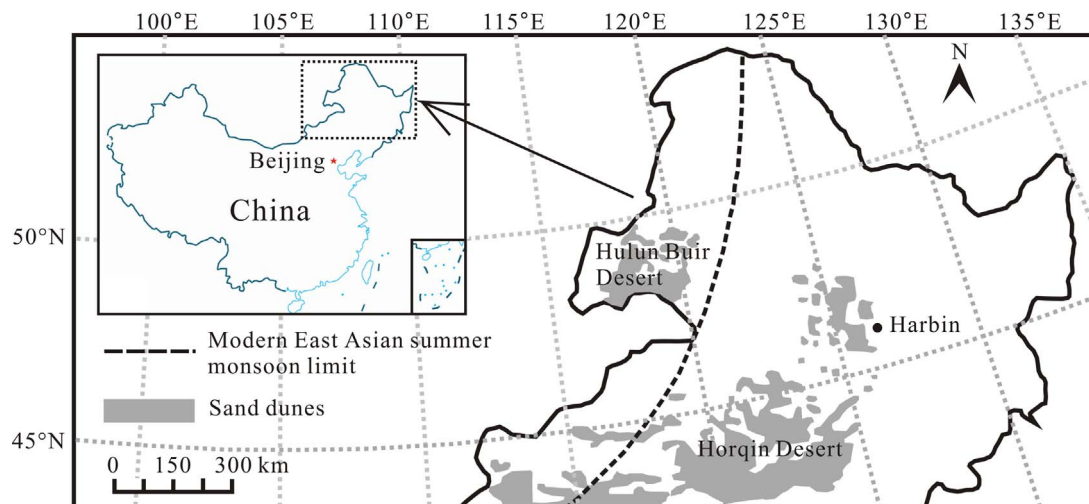 100°E 105°E 110°E 115°E 120°E 125°E 130°E 135°E
N
Beijing
China
50°N
Hulun Buir
Desert
Harbin
Modern East Asian summer
monsoon limit
Sand dunes
45°N
Horqin Desert
0 150 300 km